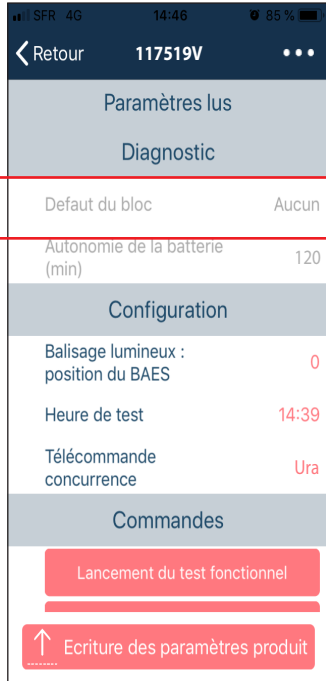 SFR 4G 14:46 85 %
Retour 117519V
Paramètres lus
Diagnostic
Defaut du bloc Aucun
Autonomie de la batterie
(min) 120
Configuration
Balisage lumineux :
position du BAES 0
Heure de test 14:39
Télécommande
concurrence Ura
Commandes
Lancement du test fonctionnel
Ecriture des paramètres produit